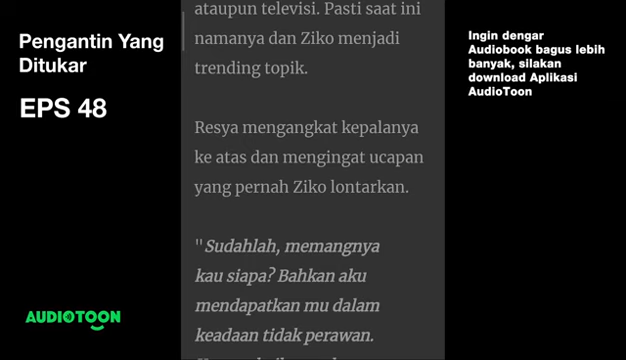 Pengantin Yang
Ditukar
EPS 48
AUDIOTOON
ataupun televisi. Pasti saat ini
namanya dan Ziko menjadi
trending topik.
Resya mengangkat kepalanya
ke atas dan mengingat ucapan
yang pernah Ziko lontarkan.
"Sudahlah, memangnya
kau siapa? Bahkan aku
mendapatkan mu dalam
keadaan tidak perawan.
Ingin dengar
Audiobook bagus lebih
banyak, silakan
download Aplikasi
AudioToon